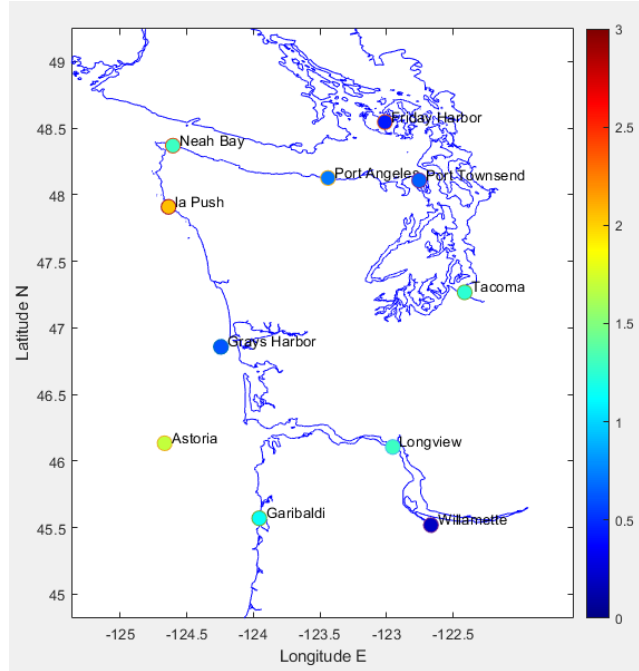 49
48.5
48
47.5
47
46.5
46
45.5
45
Latitude N
-125
-124.5
-124
-123.5
-123
-122.5
Longitude E
Friday Harbor
Neah Bay
Port Angeles
Port Townsend
la Push
Tacoma
Grays Harbor
Astoria
Longview
Garibaldi
Willamette
3
2.5
2
1.5
1
0.5
0